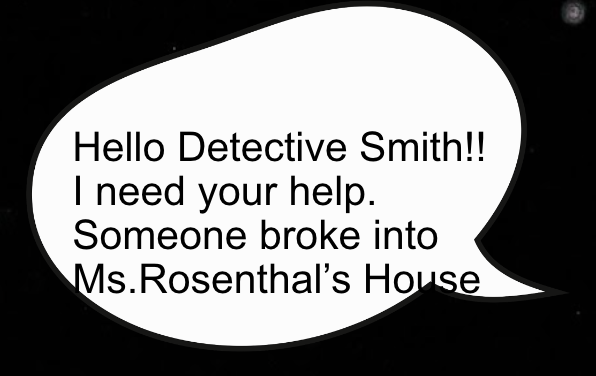 Hello Detective Smith!!
I need your help.
Someone broke into
Ms.Rosenthal’s House